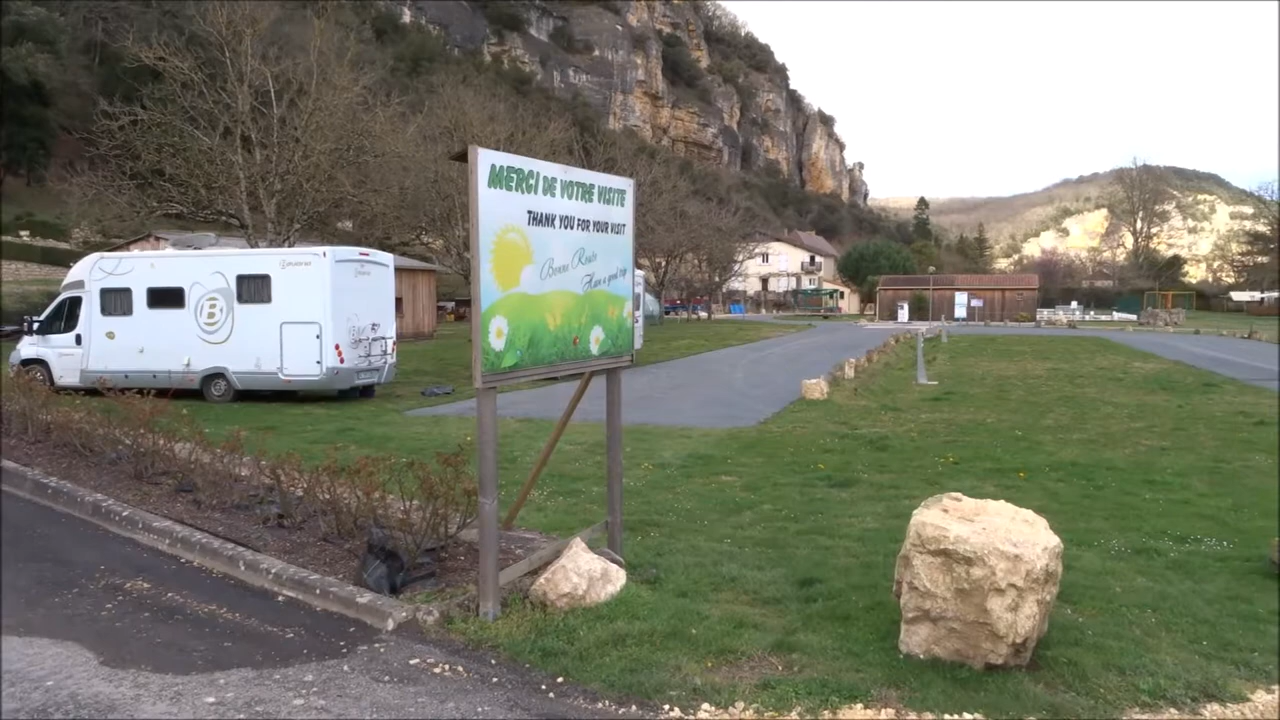 MERCI DE VOTRE VISITE
THANK YOU FOR YOUR VISIT
Bonne Route
Have a good trip
B